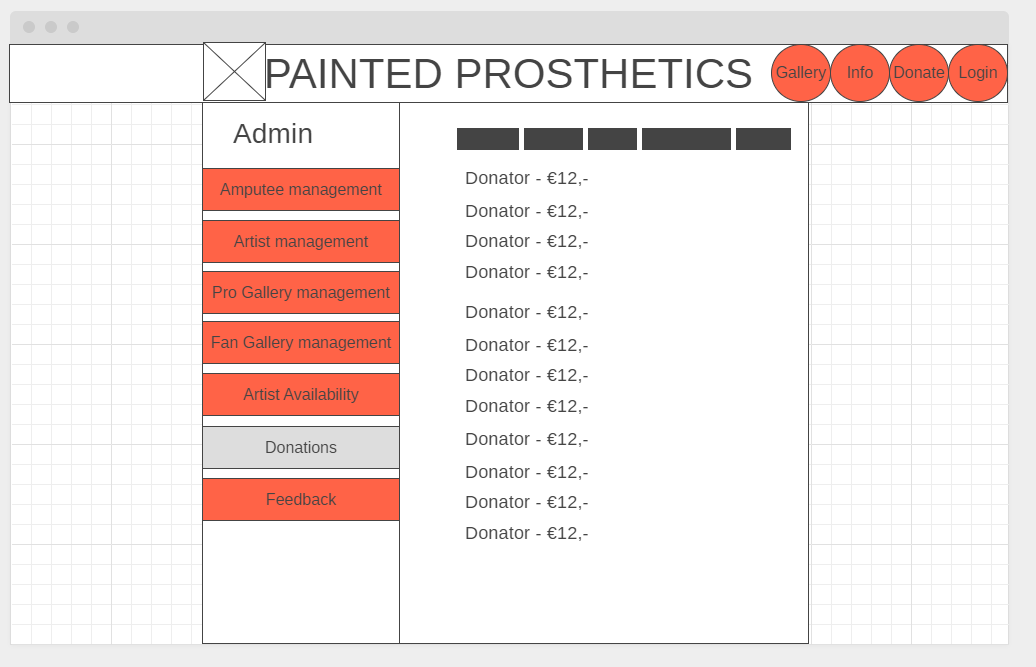 PAINTED PROSTHETICS
Gallery
Info
Donate
Login
Admin
Amputee management
Artist management
Pro Gallery management
Fan Gallery management
Artist Availability
Donations
Feedback
Donator - €12,-
Donator - €12,-
Donator - €12,-
Donator - €12,-
Donator - €12,-
Donator - €12,-
Donator - €12,-
Donator - €12,-
Donator - €12,-
Donator - €12,-
Donator - €12,-
Donator - €12,-